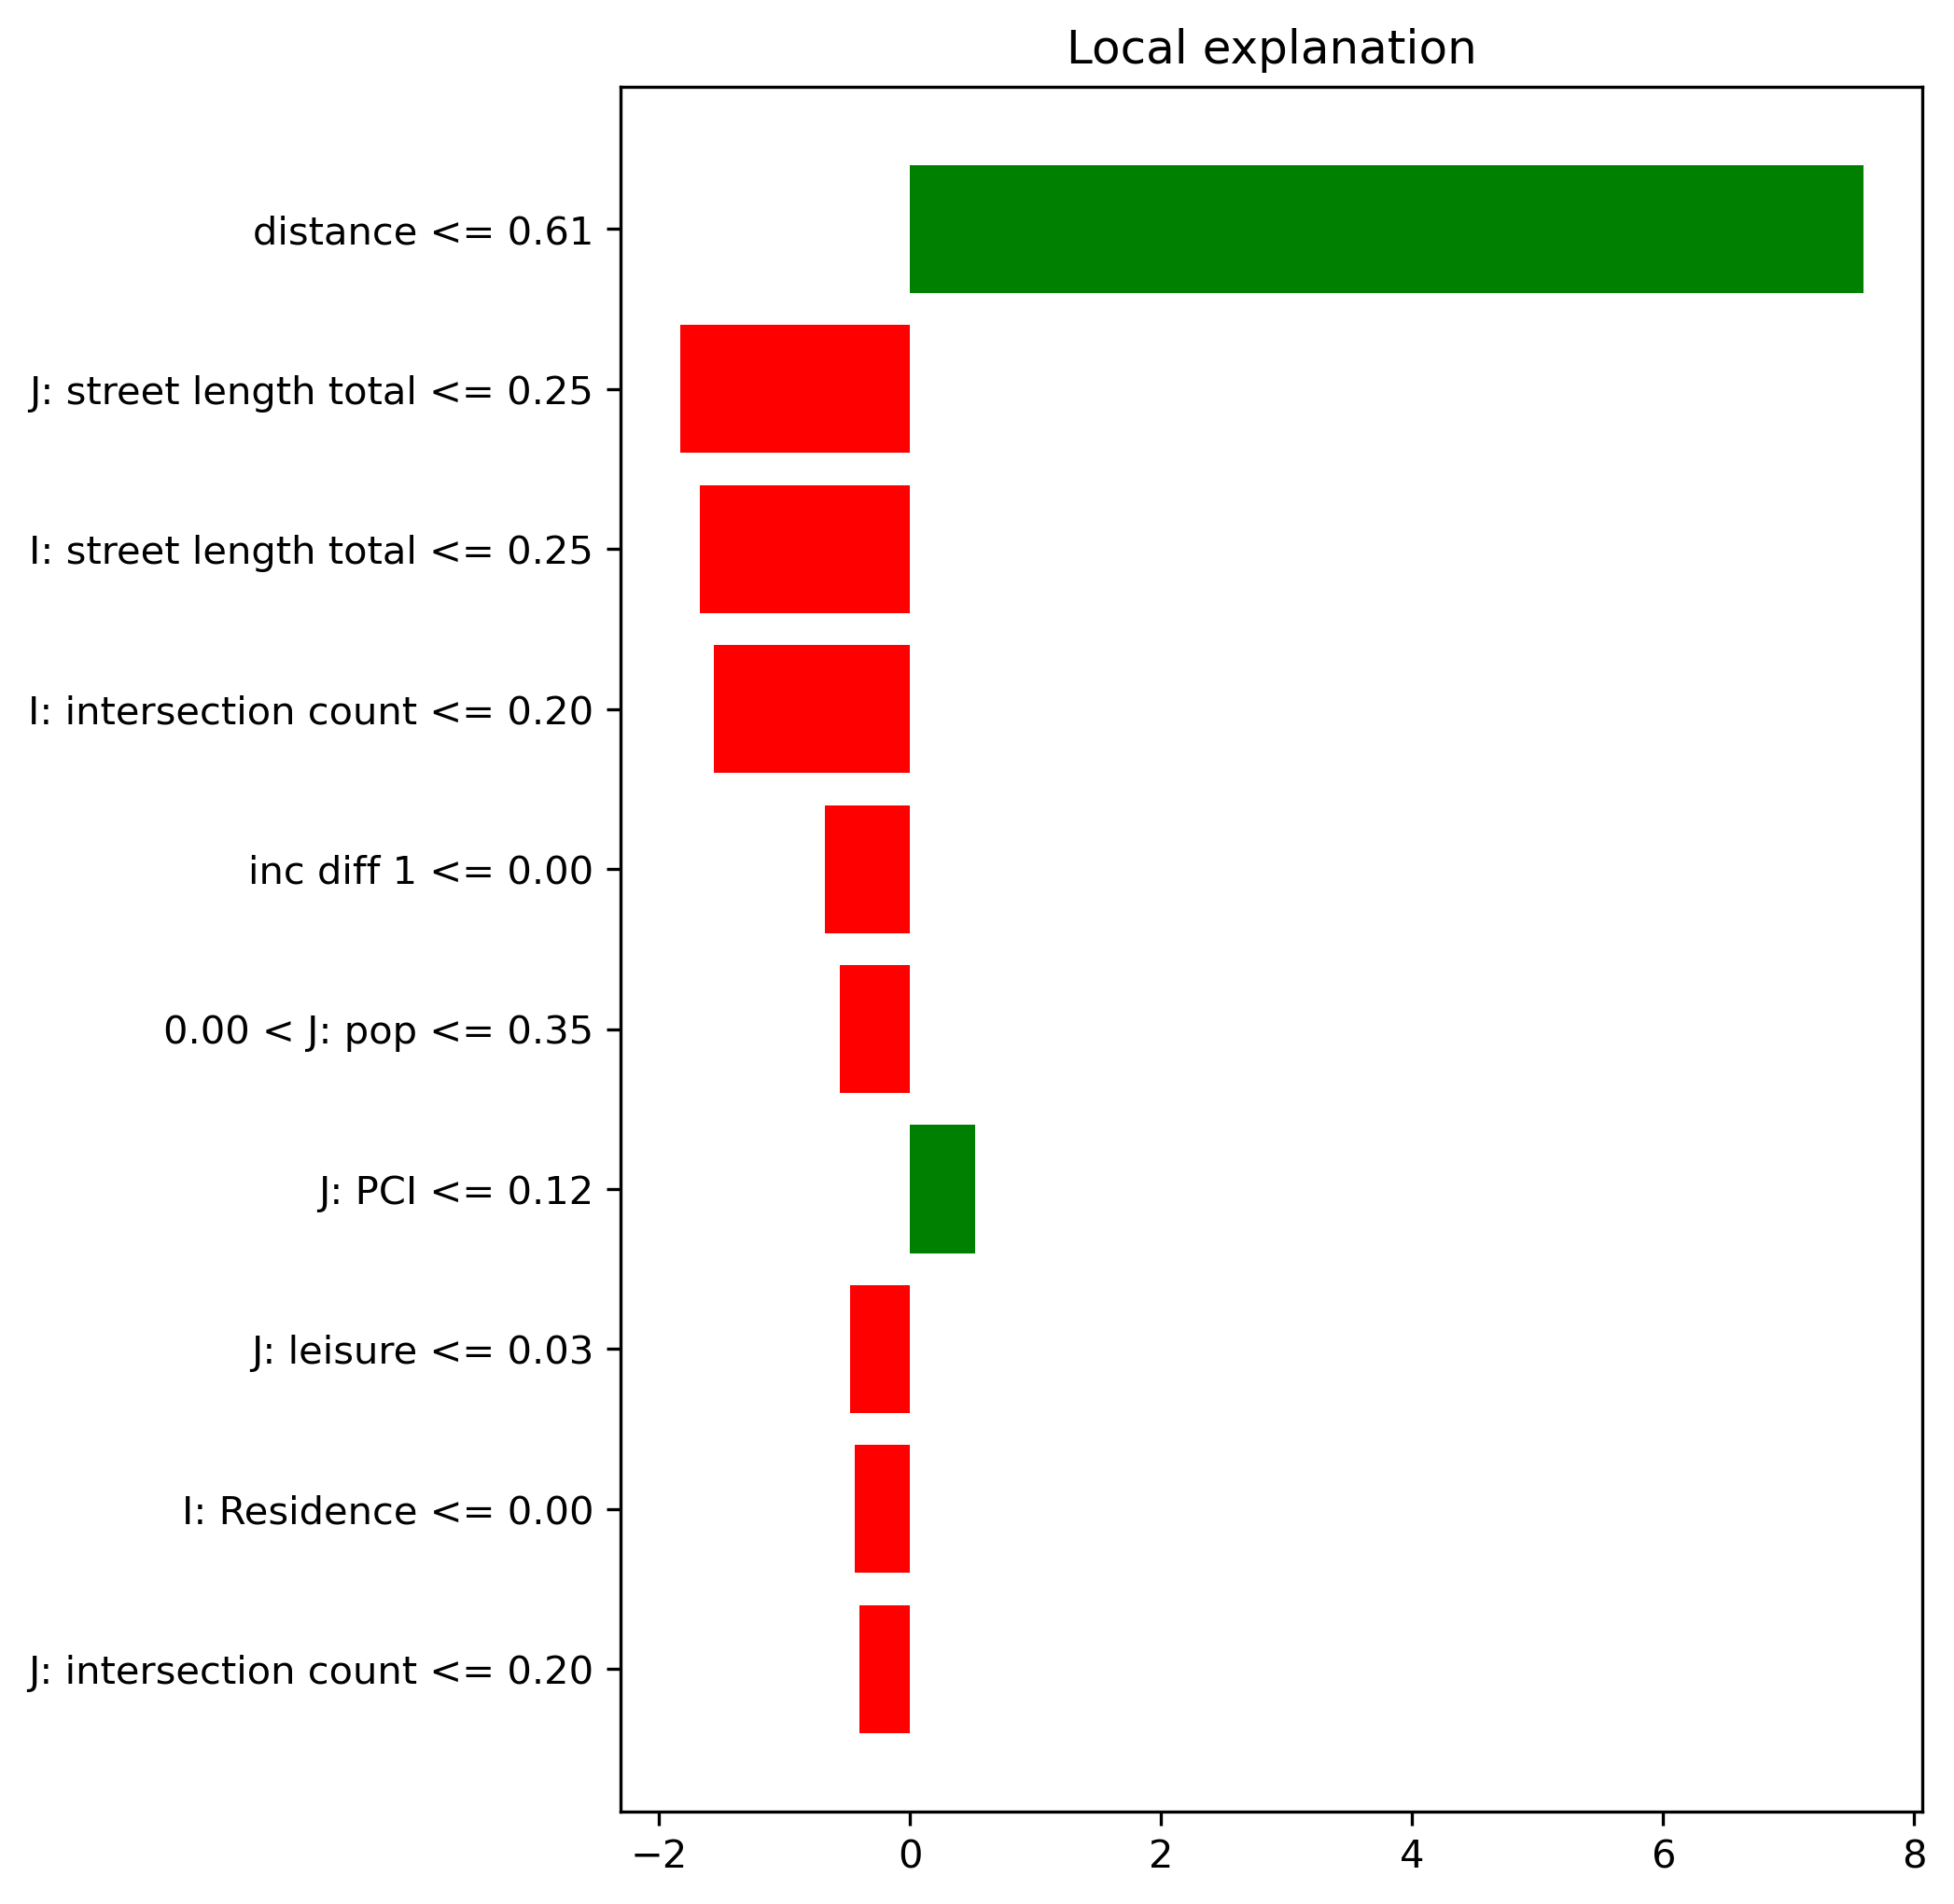 Local explanation
distance <= 0.61
J: street length total <= 0.25
I: street length total <= 0.25
I: intersection count <= 0.20
inc diff 1 <= 0.00
0.00 < J: pop <= 0.35
J: PCI <= 0.12
J: leisure <= 0.03
I: Residence <= 0.00
J: intersection count <= 0.20
−2 0 2 4 6 8